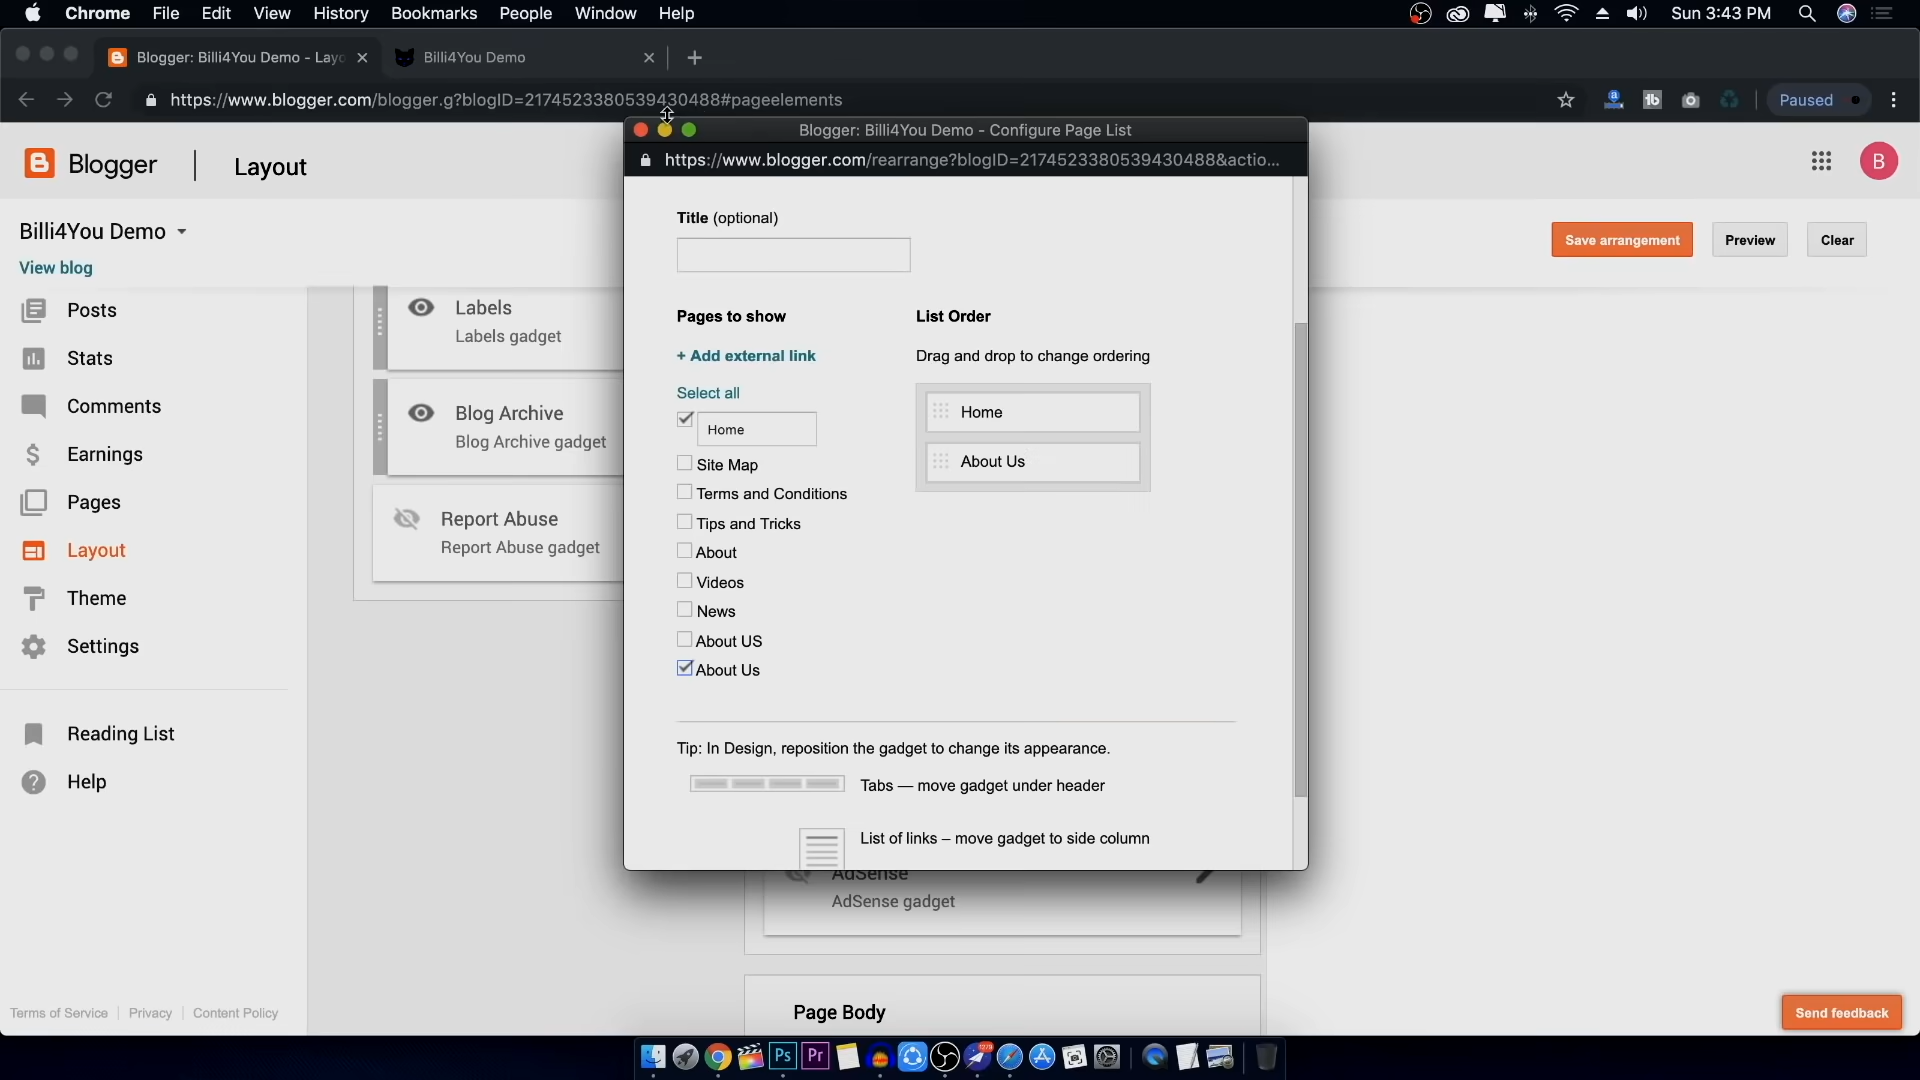 Chrome File Edit View History Bookmarks People Window Help Sun 3:43 PM
Blogger: Billi4You Demo - Layo Billi4You Demo
https://www.blogger.com/blogger.g?blogID=2174523380539430488#pageelements Paused
Blogger: Billi4You Demo - Configure Page List
https://www.blogger.com/rearrange?blogID=2174523380539430488&actio...
Blogger Layout
B
Billi4You Demo
View blog
Save arrangement Preview Clear
Posts
Stats
Comments
Earnings
Pages
Layout
Theme
Settings
Reading List
Help
Terms of Service Privacy Content Policy
Labels
Labels gadget
Blog Archive
Blog Archive gadget
Report Abuse
Report Abuse gadget
Title (optional)
Pages to show List Order
+ Add external link Drag and drop to change ordering
Select all
Home Home
Site Map About Us
Terms and Conditions
Tips and Tricks
About
Videos
News
About US
About Us
Tip: In Design, reposition the gadget to change its appearance.
Tabs — move gadget under header
List of links – move gadget to side column
AdSense
AdSense gadget
Page Body
Send feedback
Ps Pr